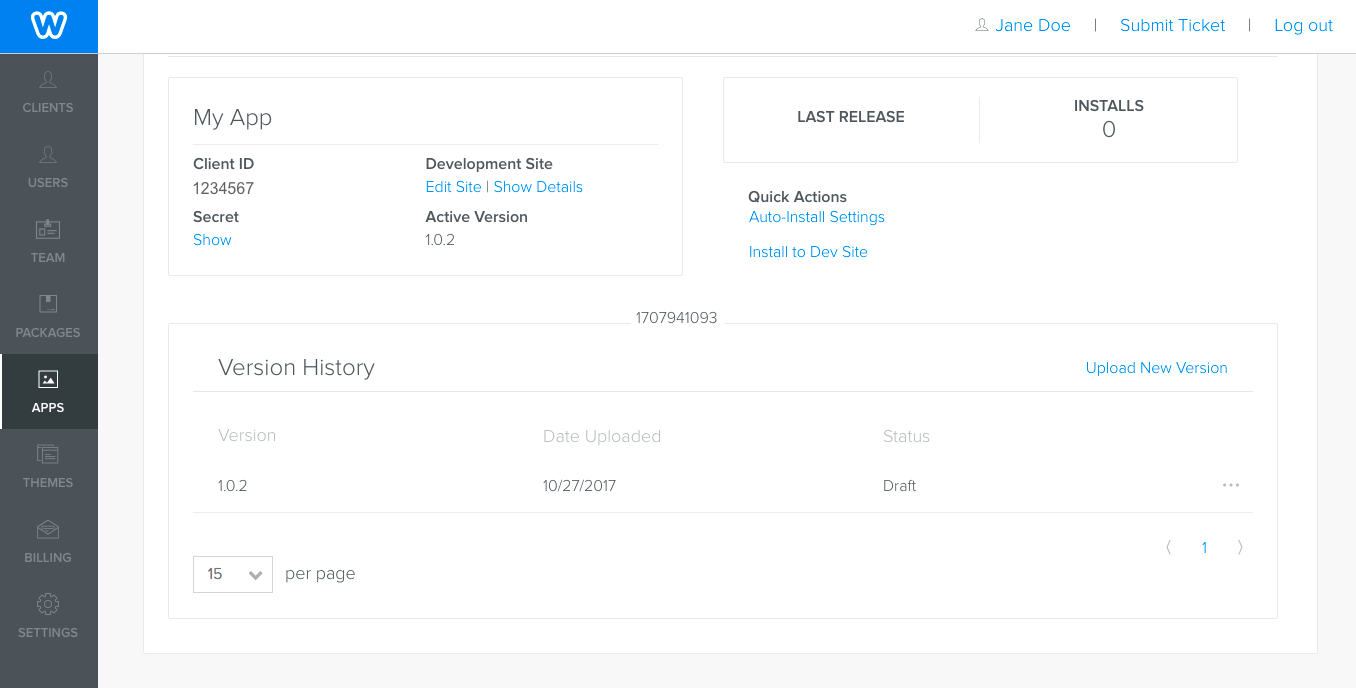 Jane Doe | Submit Ticket | Log out
CLIENTS
USERS
TEAM
PACKAGES
APPS
THEMES
BILLING
SETTINGS
My App
Client ID
1234567
Secret
Show
Development Site
Edit Site | Show Details
Active Version
1.0.2
LAST RELEASE
INSTALLS
0
Quick Actions
Auto-Install Settings
Install to Dev Site
1707941093
Version History
Upload New Version
Version Date Uploaded Status
1.0.2 10/27/2017 Draft ...
〈 1 〉
15 per page